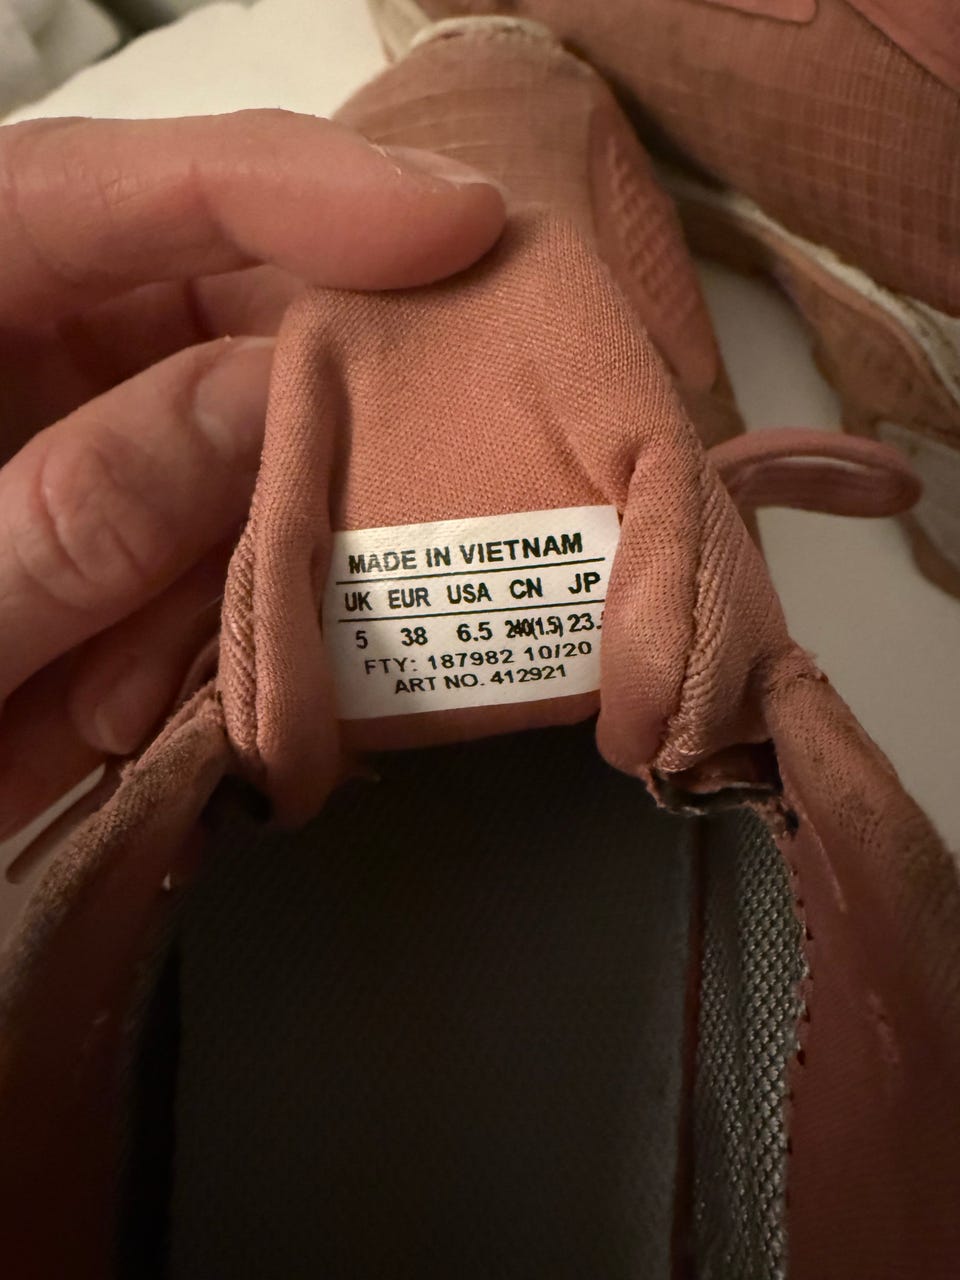 MADE IN VIETNAM
UK EUR USA CN JP
5 38 6.5 240(1.5) 23.
FTY: 187982 10/20
ART NO. 412921